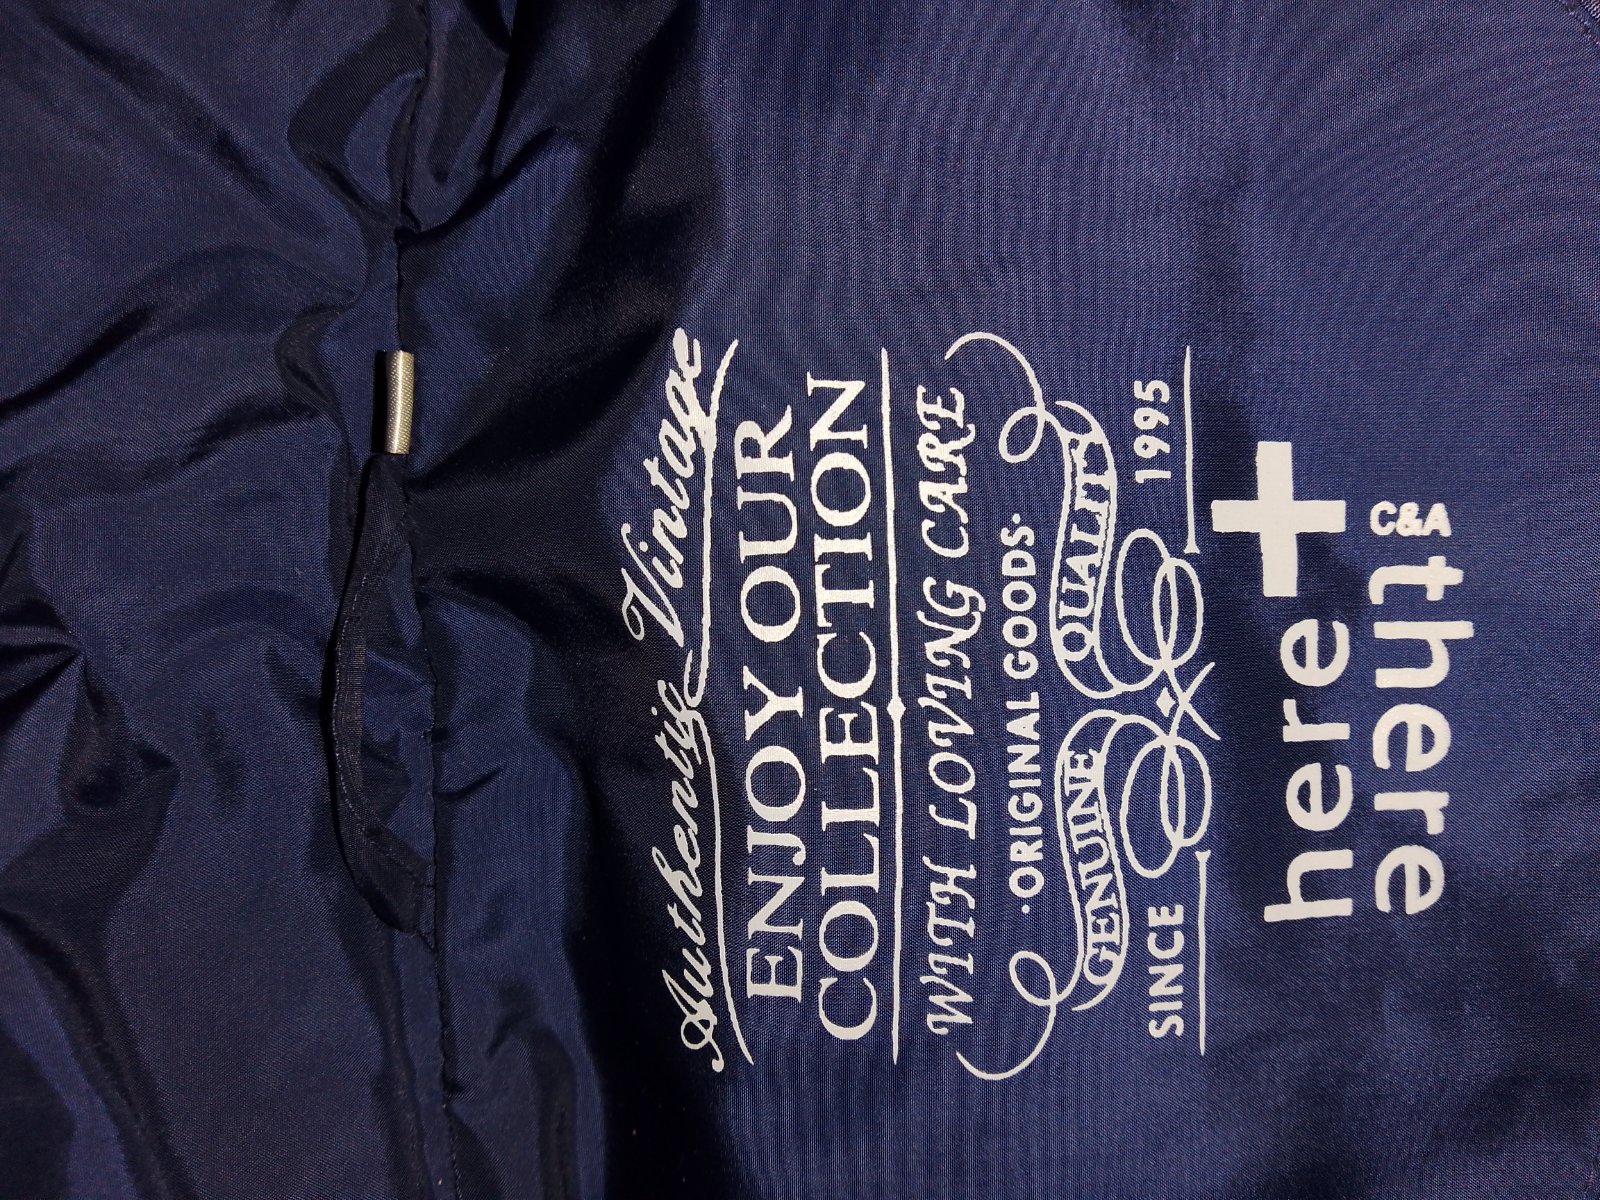 Authentic Vintage
ENJOY OUR
COLLECTION
WITH LOVING CARE
·ORIGINAL GOODS·
GENUINE QUALITY
SINCE 1995
here+
there C&A